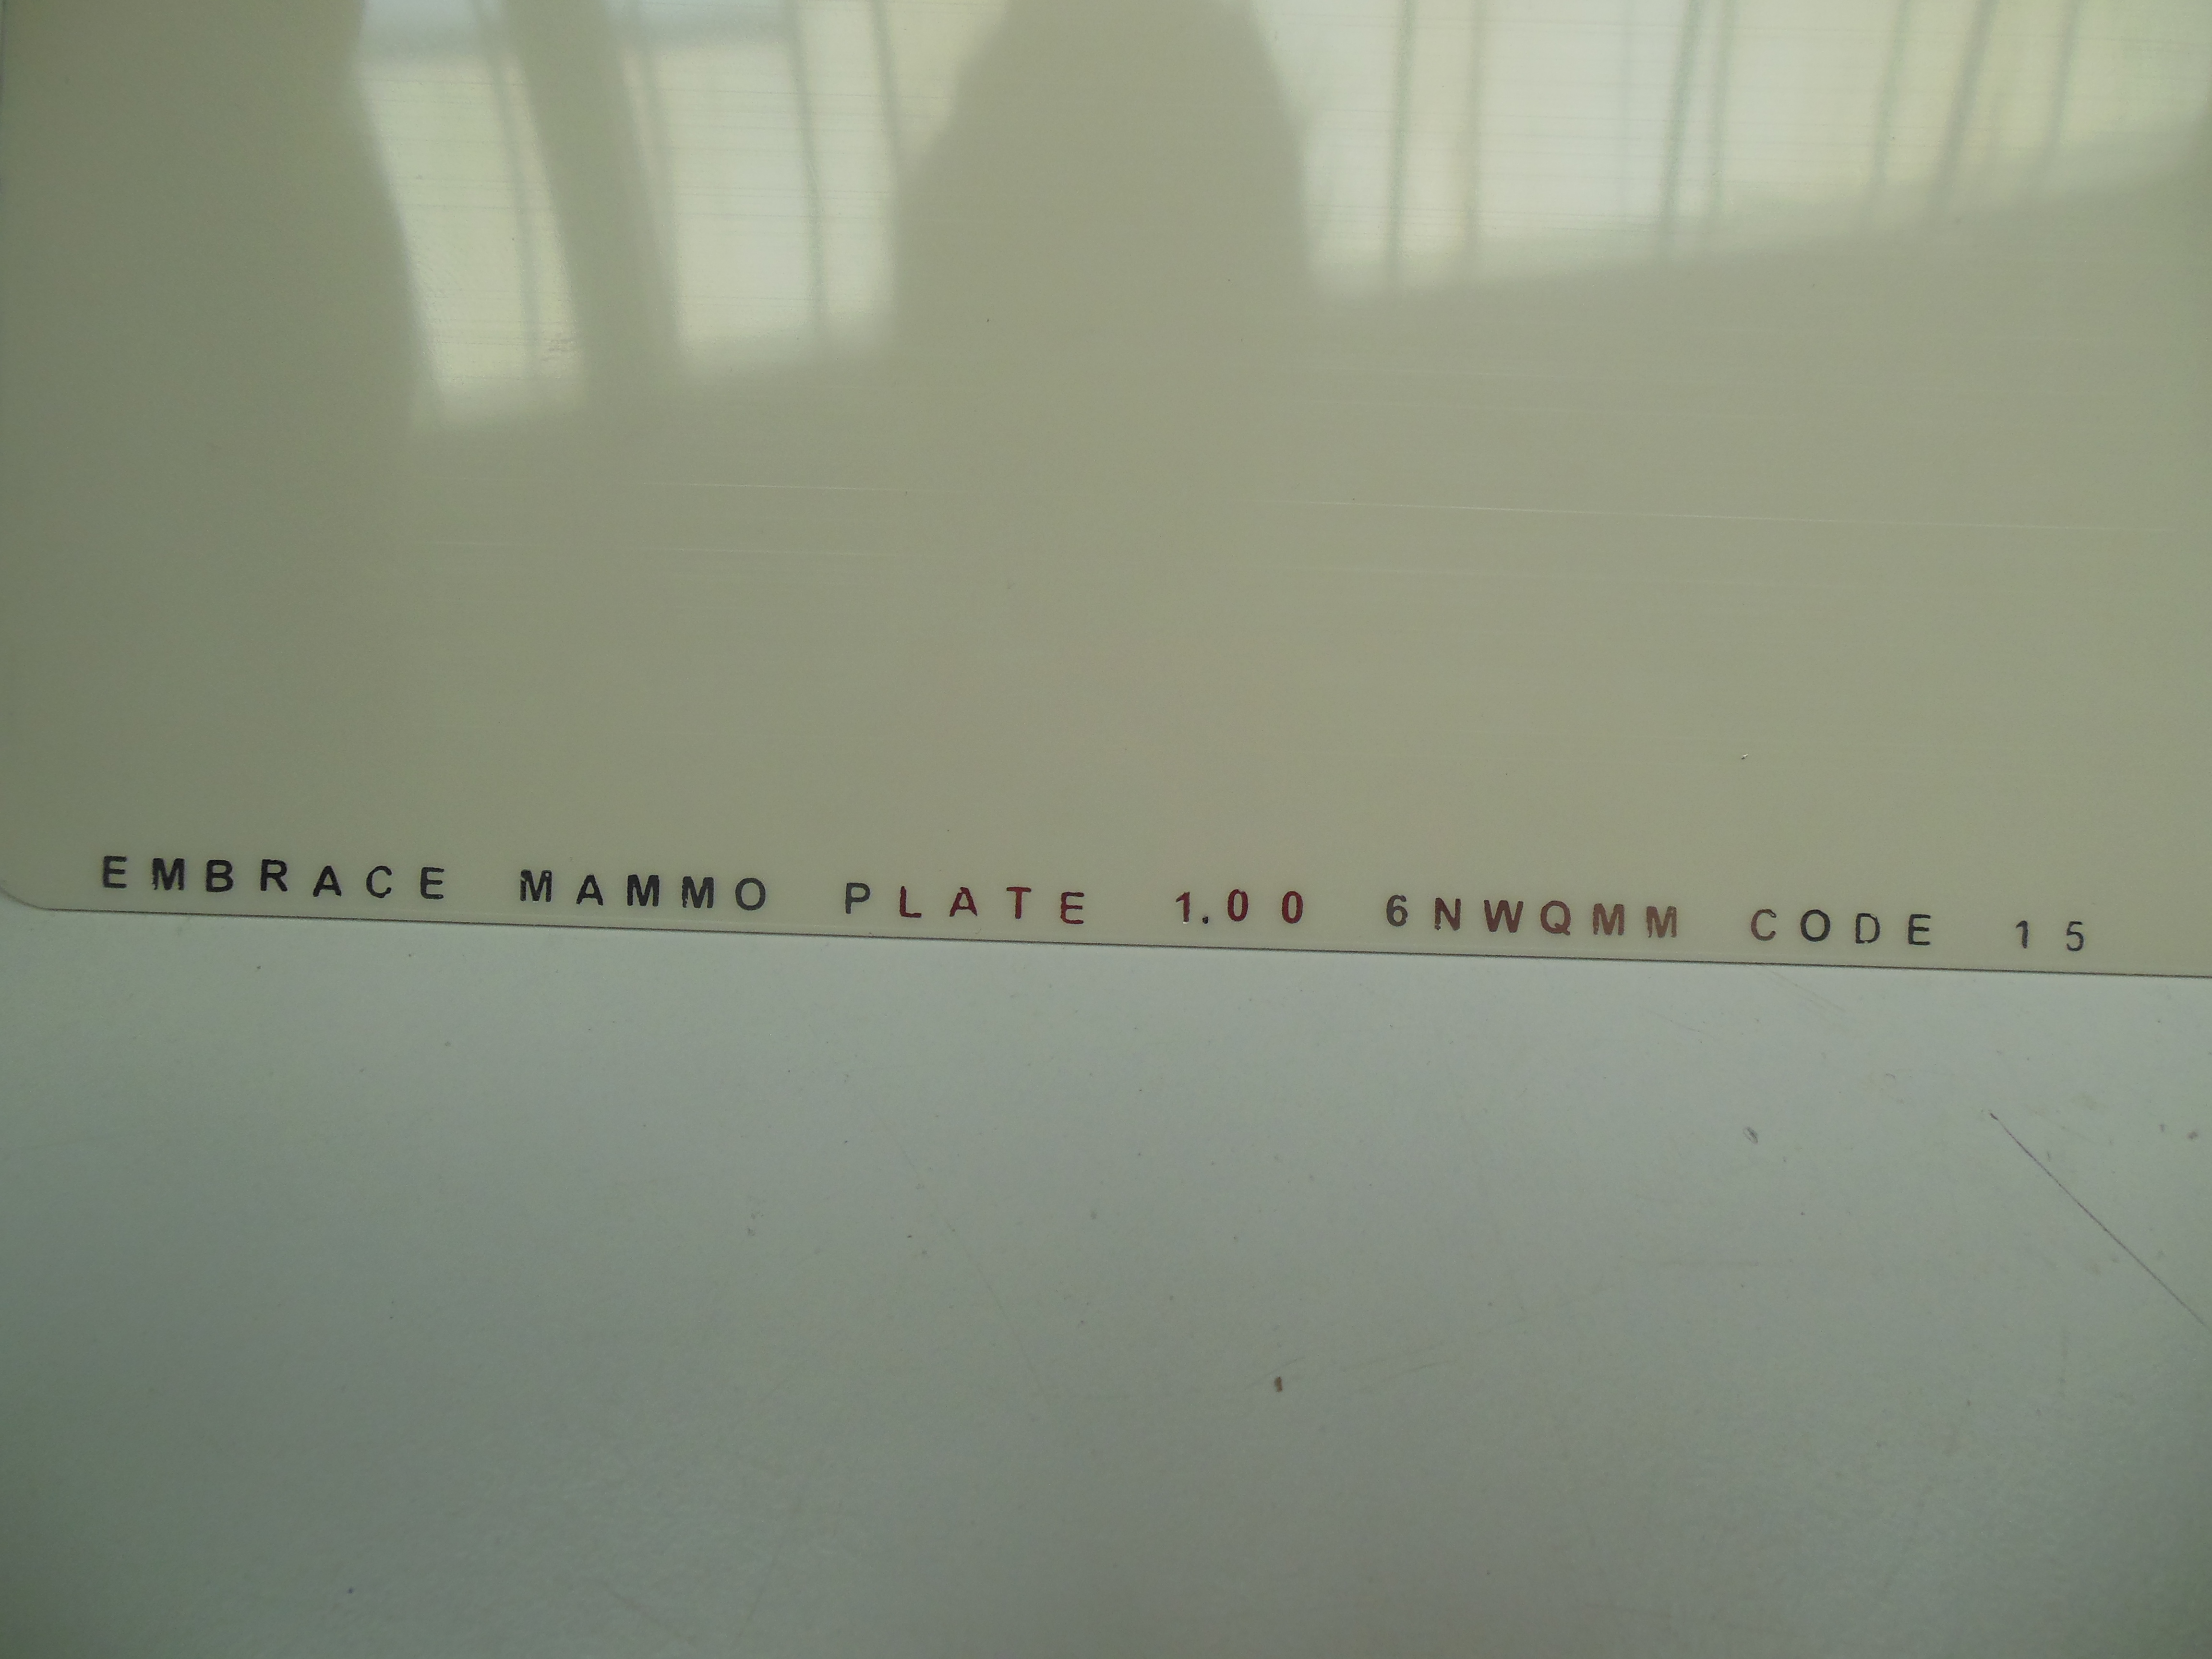 EMBRACE MAMMO PLATE 1.00 6NWQMM CODE 15